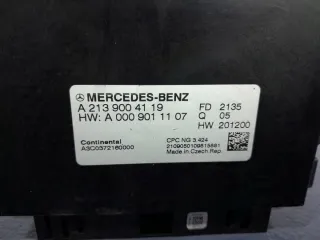 MERCEDES-BENZ
A 213 900 41 19 FD 2135
HW: A 000 901 11 07 Q 05
HW 201200
Continental CPC NG 3.424
A3C0372160000 2109050109615691
Made in Czech Rep.